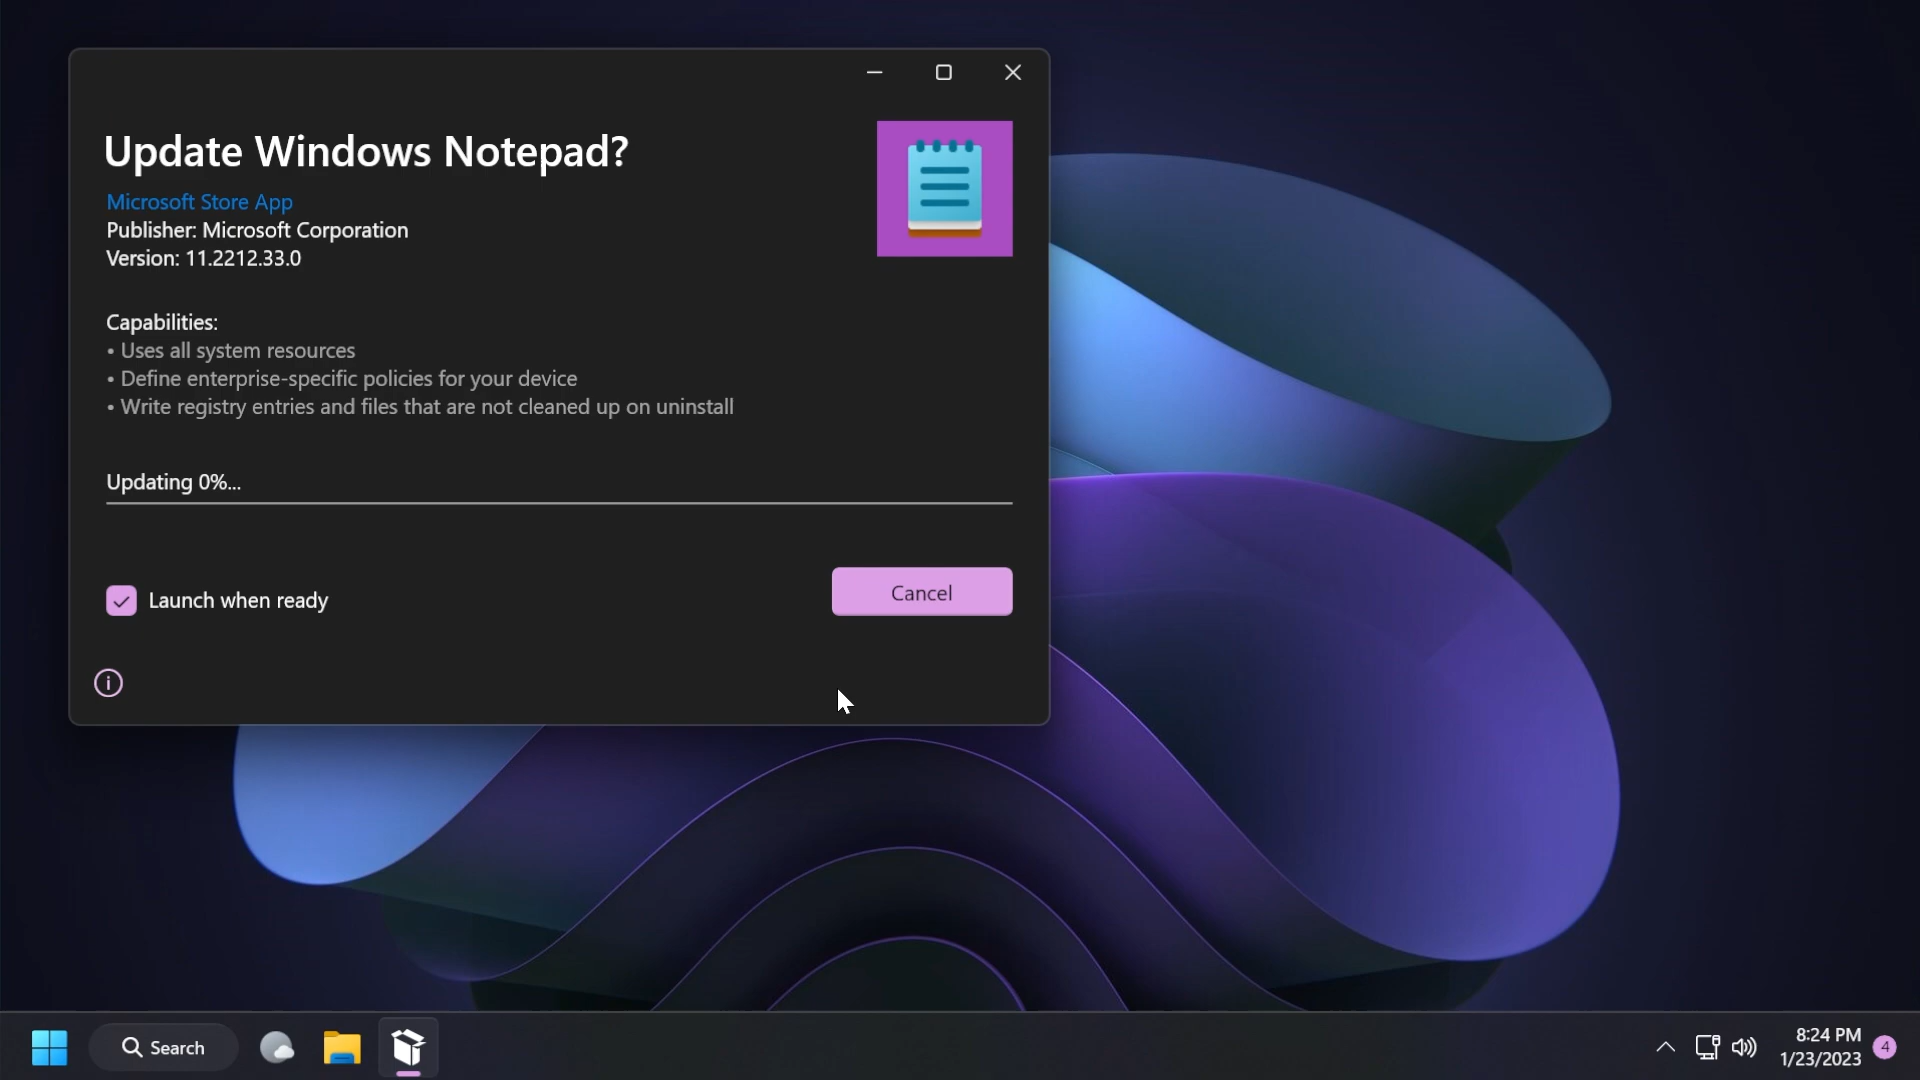 Update Windows Notepad?
Microsoft Store App
Publisher: Microsoft Corporation
Version: 11.2212.33.0
Capabilities:
• Uses all system resources
• Define enterprise-specific policies for your device
• Write registry entries and files that are not cleaned up on uninstall
Updating 0%...
Launch when ready
Cancel
Search
8:24 PM
1/23/2023
4